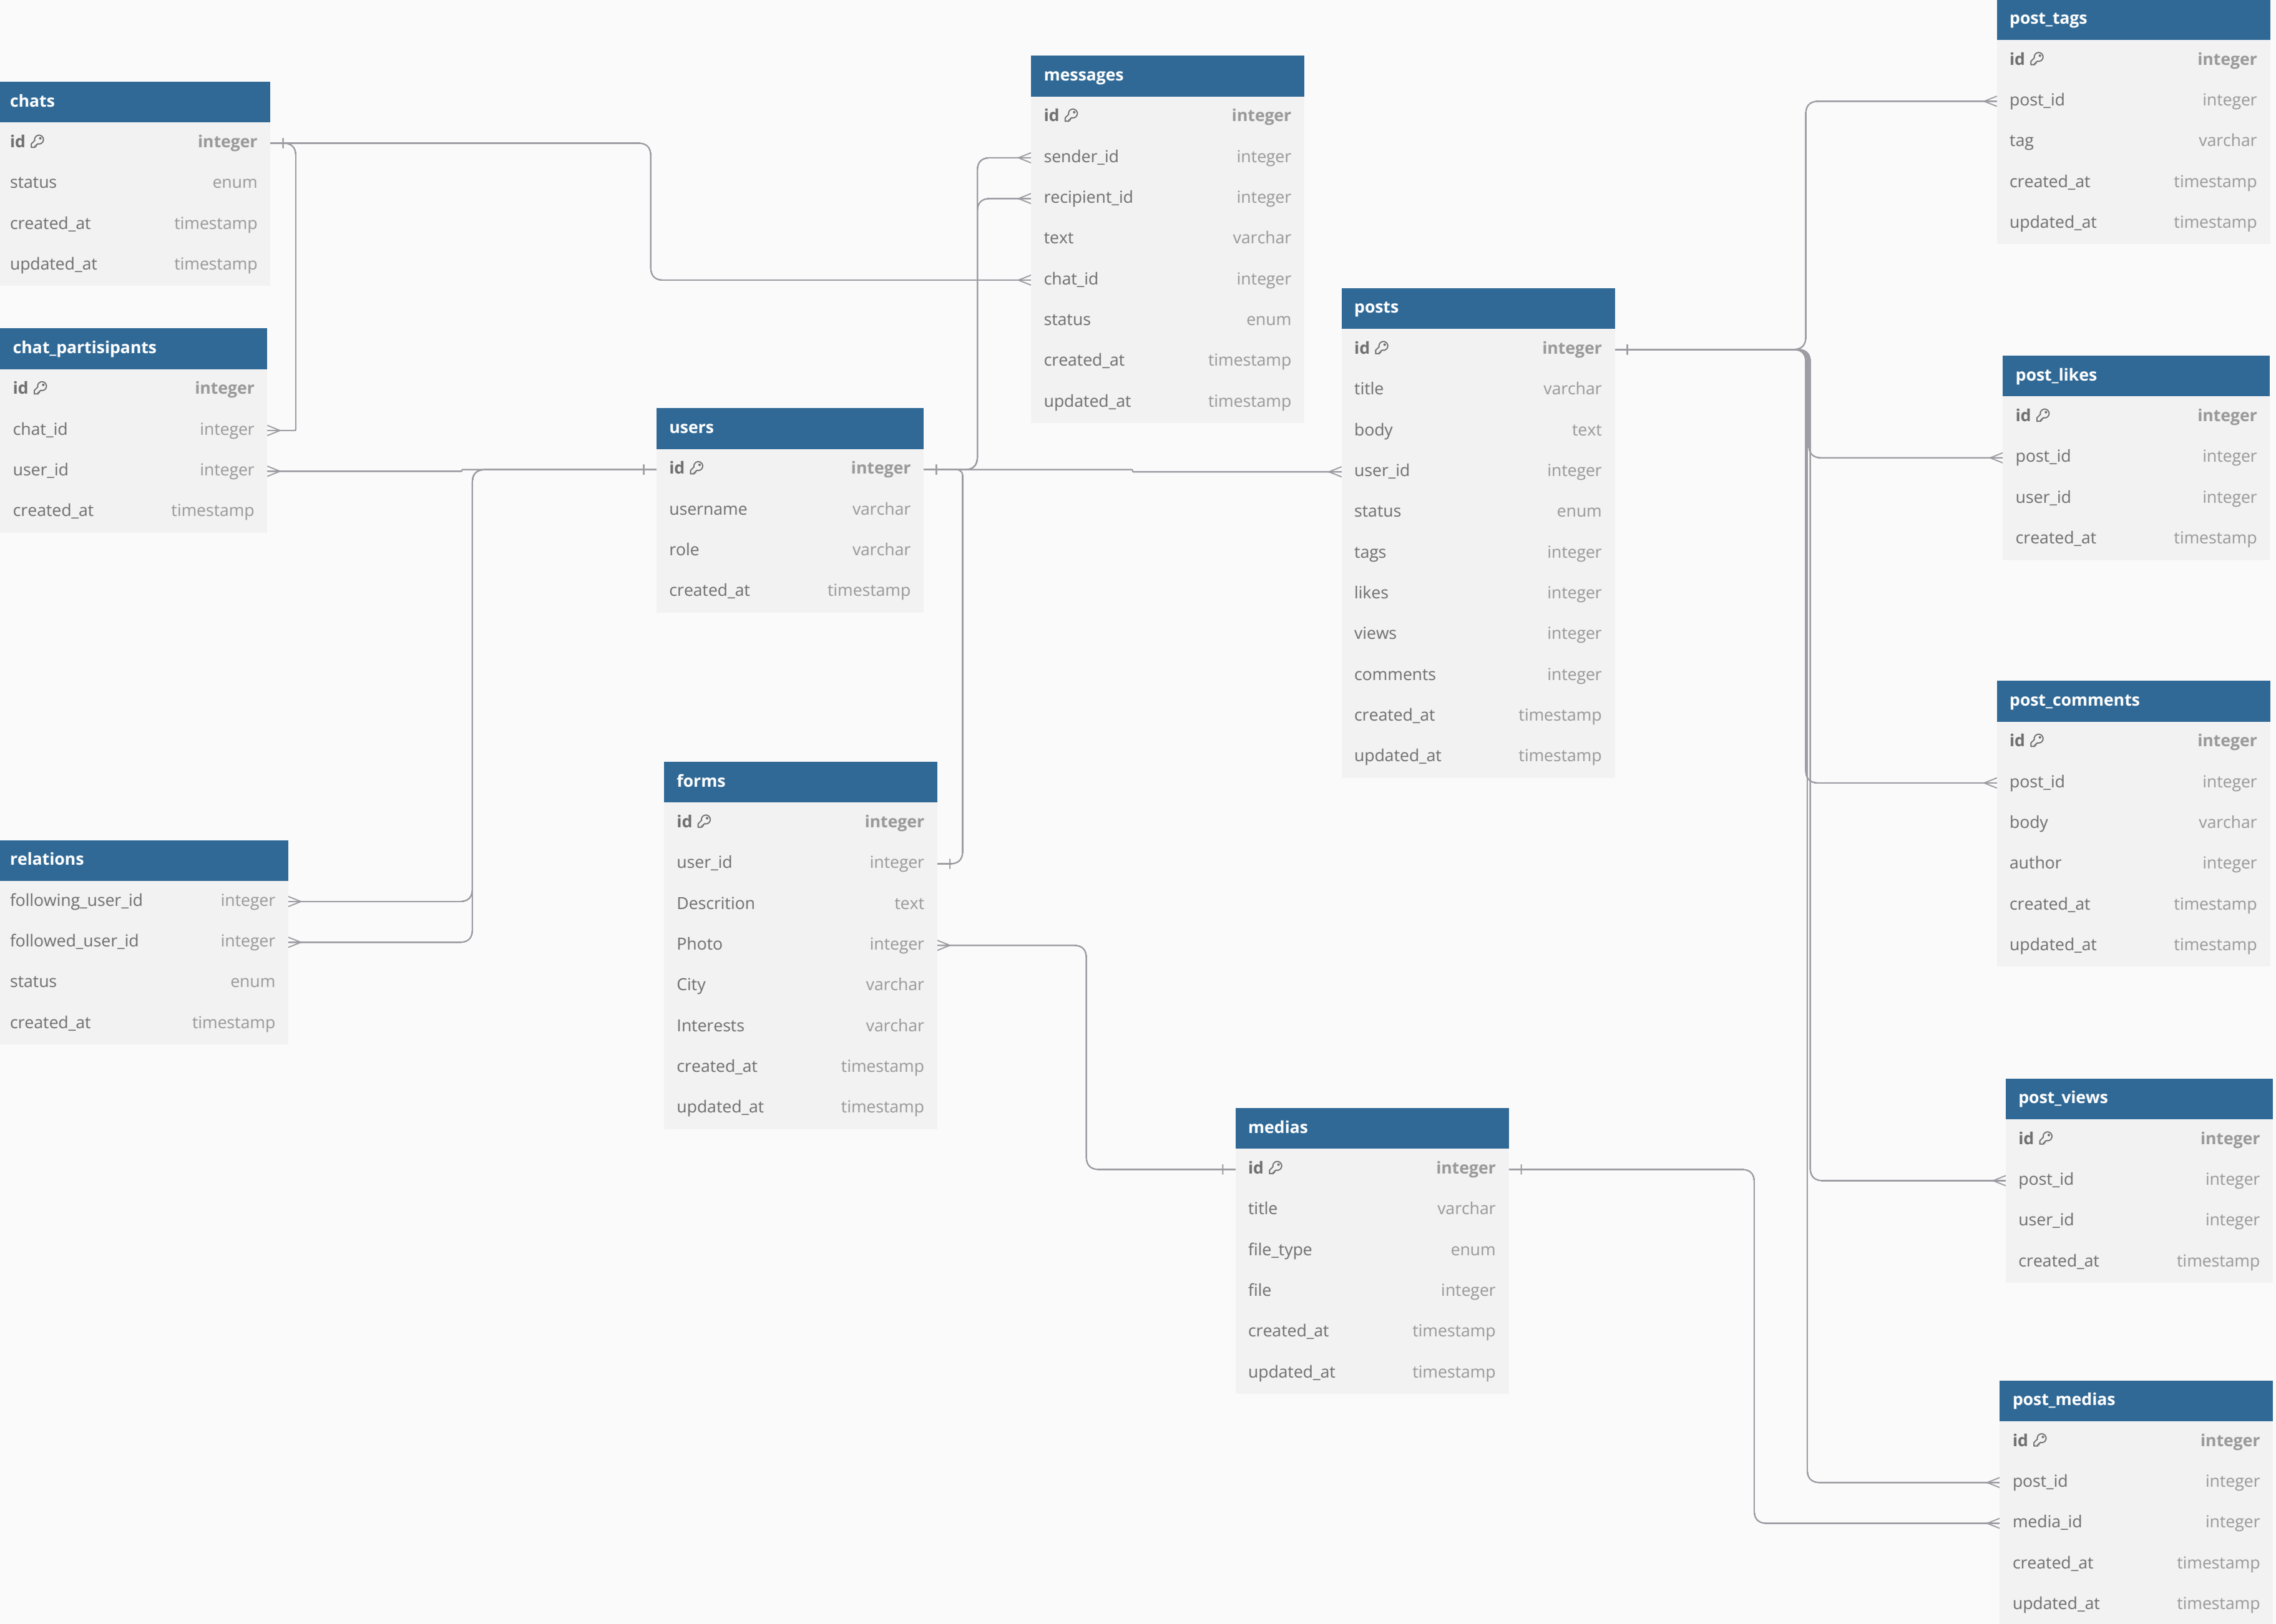 chats
id integer
status enum
created_at timestamp
updated_at timestamp
chat_partisipants
id integer
chat_id integer
user_id integer
created_at timestamp
relations
following_user_id integer
followed_user_id integer
status enum
created_at timestamp
users
id integer
username varchar
role varchar
created_at timestamp
forms
id integer
user_id integer
Descrition text
Photo integer
City varchar
Interests varchar
created_at timestamp
updated_at timestamp
messages
id integer
sender_id integer
recipient_id integer
text varchar
chat_id integer
status enum
created_at timestamp
updated_at timestamp
medias
id integer
title varchar
file_type enum
file integer
created_at timestamp
updated_at timestamp
posts
id integer
title varchar
body text
user_id integer
status enum
tags integer
likes integer
views integer
comments integer
created_at timestamp
updated_at timestamp
post_tags
id integer
post_id integer
tag varchar
created_at timestamp
updated_at timestamp
post_likes
id integer
post_id integer
user_id integer
created_at timestamp
post_comments
id integer
post_id integer
body varchar
author integer
created_at timestamp
updated_at timestamp
post_views
id integer
post_id integer
user_id integer
created_at timestamp
post_medias
id integer
post_id integer
media_id integer
created_at timestamp
updated_at timestamp